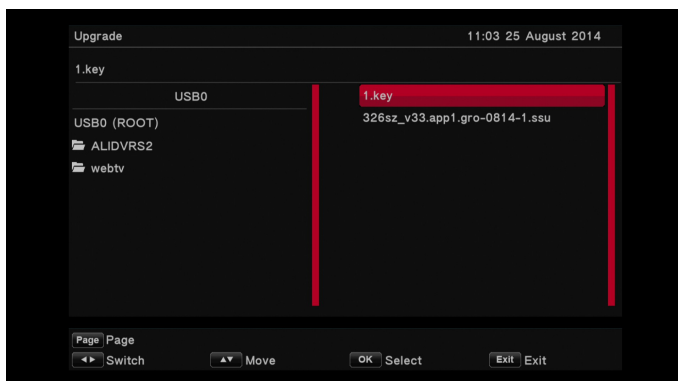 Upgrade 11:03 25 August 2014
1.key
USB0
USB0 (ROOT)
ALIDVRS2
webtv
1.key
326sz_v33.app1.gro-0814-1.ssu
Page Page
Switch Move OK Select Exit Exit